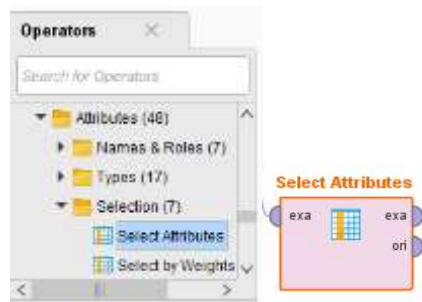 Operators
Search for Operators
Attributes (48)
Names & Roles (7)
Types (17)
Selection (7)
Select Attributes
Select by Weights
Select Attributes
exa
exa
ori